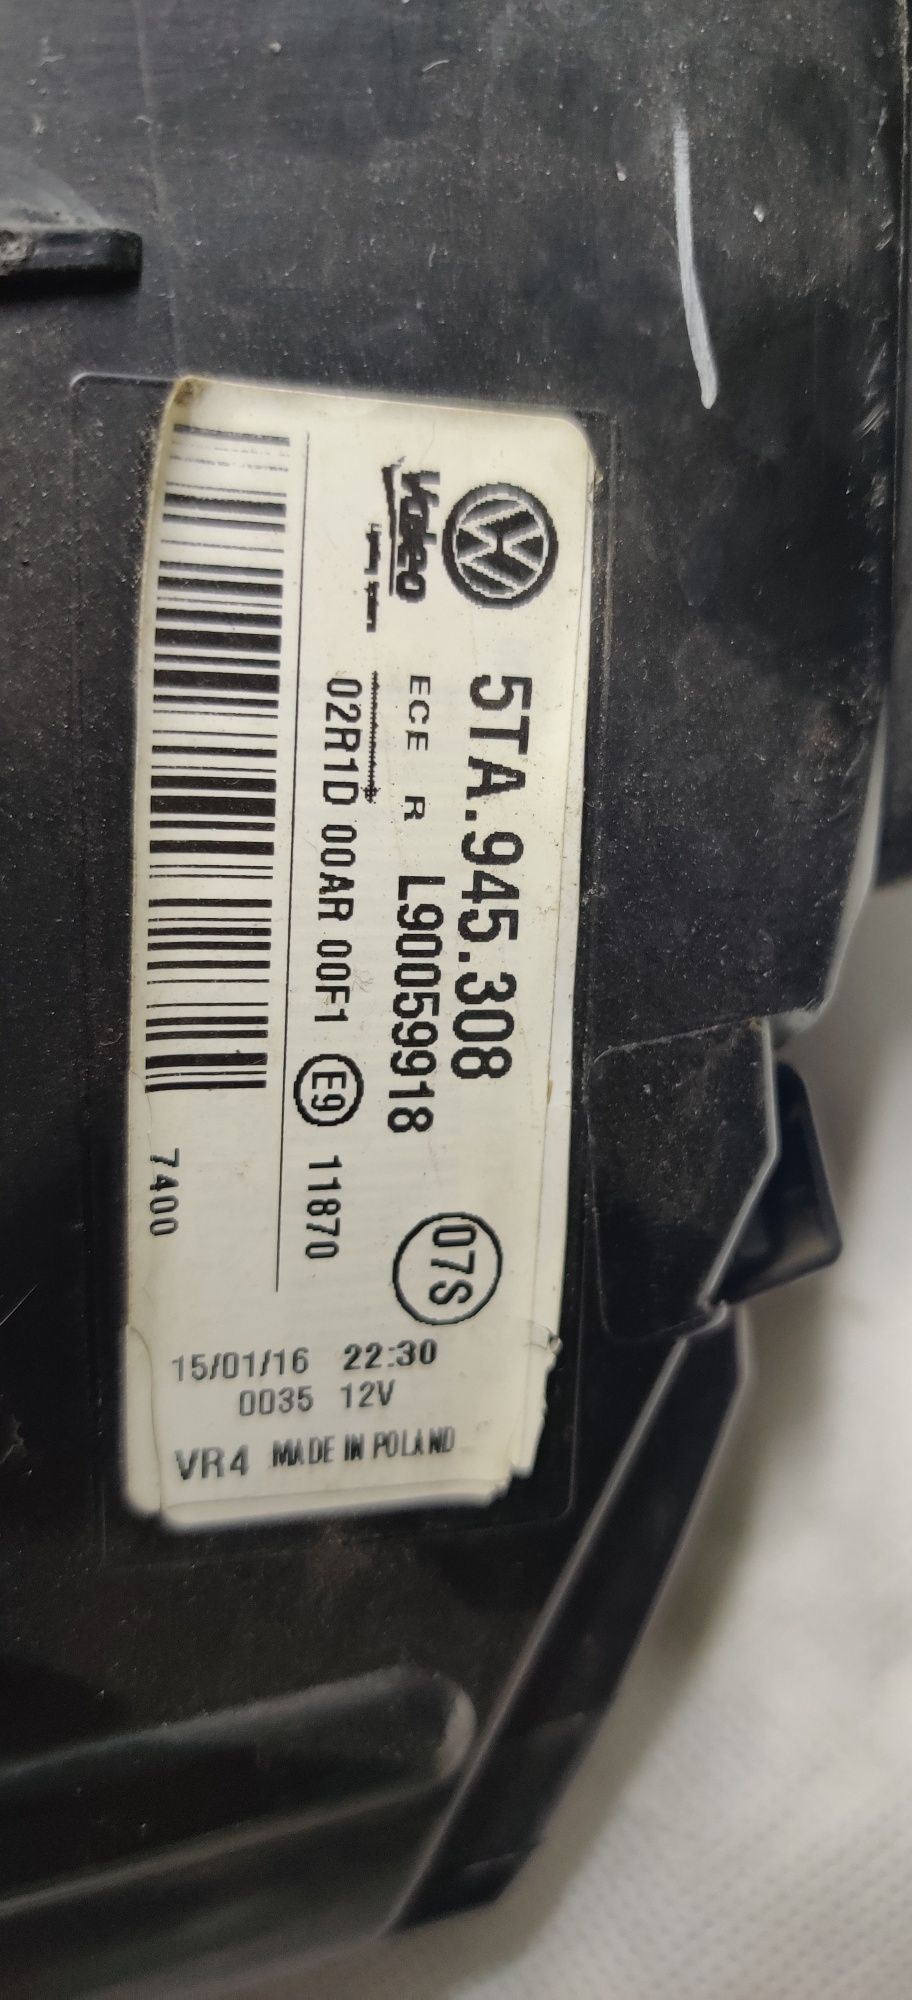 5TA.945.308
Valeo
ECE R L90059918
07S
02R1D 00AR 00F1 E9 11870
7400
15/01/16 22:30
0035 12V
VR4 MADE IN POLAND